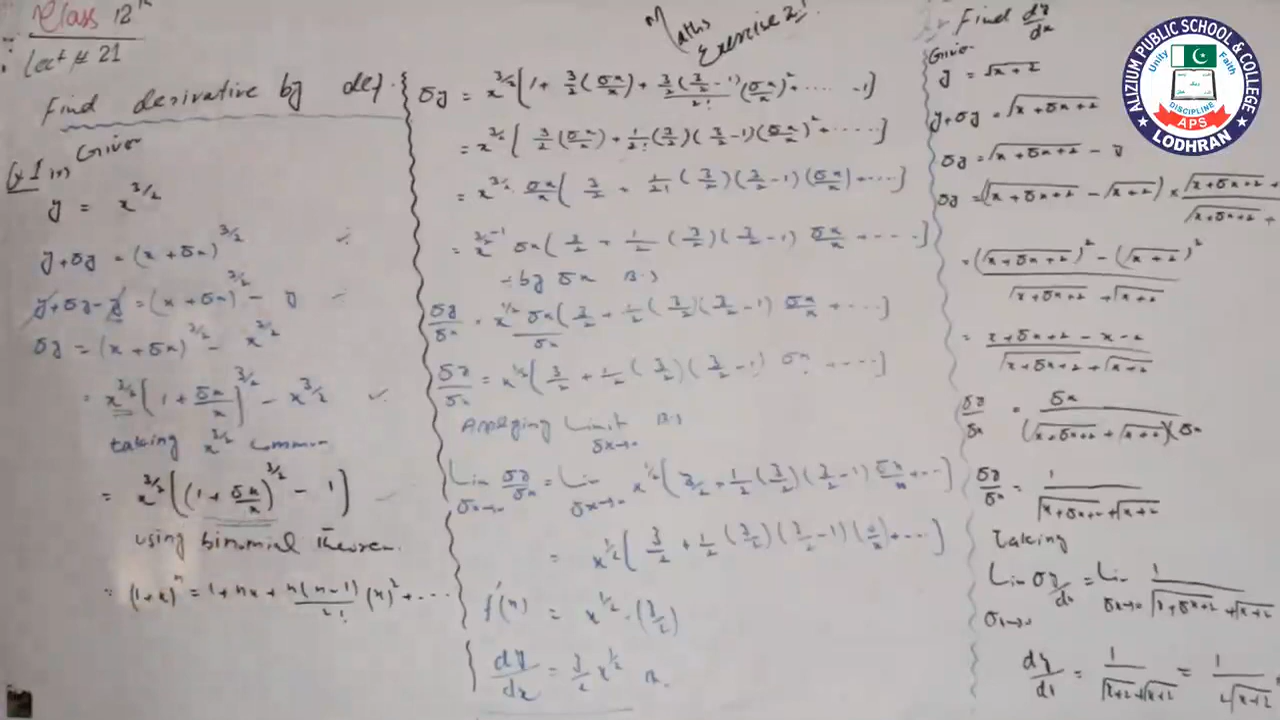 Class 12th
Lec# # 21
Maths
Exercise 2.1
Find derivative by def.
Q#1 (i) Given
y = x^{3/2}
y+δy = (x+δx)^{3/2}
y+δy-y = (x+δx)^{3/2} - y
δy = (x+δx)^{3/2} - x^{3/2}
= x^{3/2}[1+δx/x]^{3/2} - x^{3/2}
taking x^{3/2} common
= x^{3/2}[(1+δx/x)^{3/2} - 1]
using binomial theorem.
= (1+x)^n = 1+nx+n(n-1)/2! (x)^2+....
δy = x^{3/2}[1+3/2(δx/x)+3/2(3/2-1)/2! (δx/x)^2+..... -1]
= x^{3/2}[3/2(δx/x)+1/2!(3/2)(3/2-1)(δx/x)^2+.....]
= x^{3/2} δx/x[3/2+1/2!(3/2)(3/2-1)(δx/x)+....]
= x^{3/2-1} δx(3/2+1/2(3/2)(3/2-1)δx/x+....]
÷ by δx B.S
δy/δx = x^{1/2} δx/δx(3/2+1/2(3/2)(3/2-1)δx/x+....]
δy/δx = x^{1/2}(3/2+1/2(3/2)(3/2-1)δx/x+....]
Applying Limit B.S
δx→0
Lim δx→0 δy/δx = Lim δx→0 x^{1/2}[3/2+1/2(3/2)(3/2-1)δx/x+...]
= x^{1/2}[3/2+1/2(3/2)(3/2-1)(0/x)+...]
f'(x) = x^{1/2}.(3/2)
dy/dx = 3/2 x^{1/2}
Find dy/dx
Given
y = √x+2
y+δy = √x+δx+2
δy = √x+δx+2 - y
δy = (√x+δx+2 - √x+2) × √x+δx+2 + / √x+δx+2 +
= (√x+δx+2)^2 - (√x+2)^2 / √x+δx+2 + √x+2
= x+δx+2-x-2 / √x+δx+2 + √x+2
δy/δx = δx / (√x+δx+2 + √x+2)(δx
δy/δx = 1 / √x+δx+2 + √x+2
Taking
Lim δx→0 δy/dx = Lim δx→0 1 / √x+δx+2 + √x+2
dy/dx = 1 / √x+2+√x+2 = 1 / 2√x+2
ALIZIUM PUBLIC SCHOOL & COLLEGE
Unity
Faith
DISCIPLINE
APS
LODHRAN